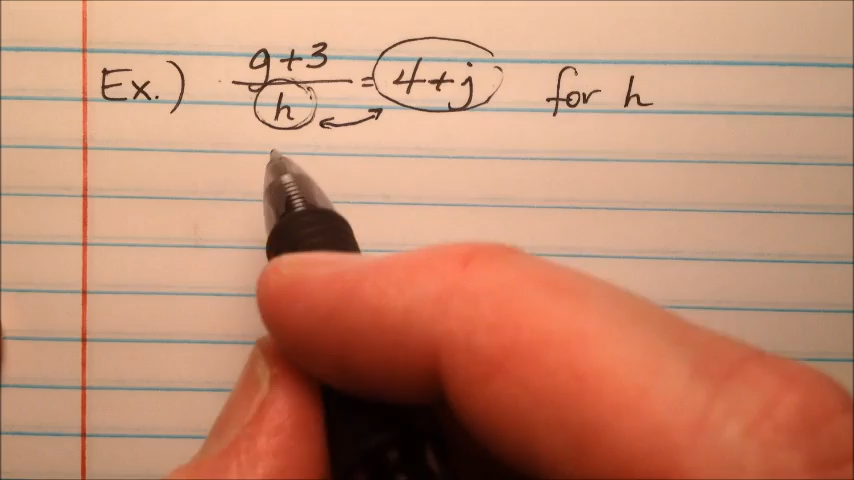 Ex.) g+3/h = 4+j for h